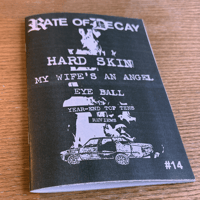 RATE OF DECAY
HARD SKIN
MY WIFE'S AN ANGEL
EYE BALL
YEAR-END TOP TENS
REVIEWS
#14